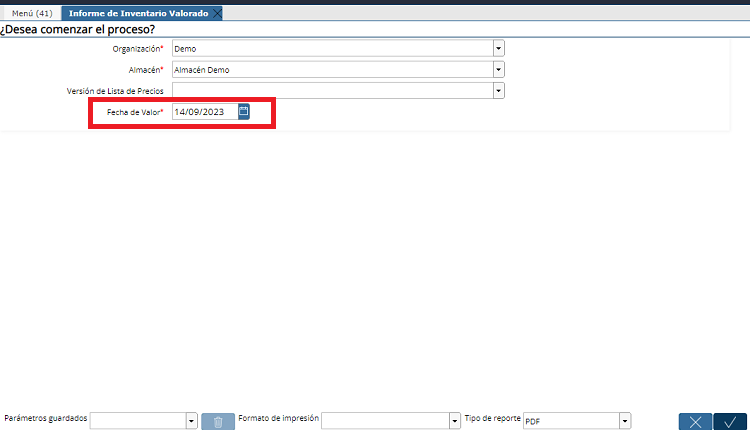 Menú (41) Informe de Inventario Valorado
¿Desea comenzar el proceso?
Organización* Demo
Almacén* Almacén Demo
Versión de Lista de Precios
Fecha de Valor* 14/09/2023
Parámetros guardados Formato de impresión Tipo de reporte PDF